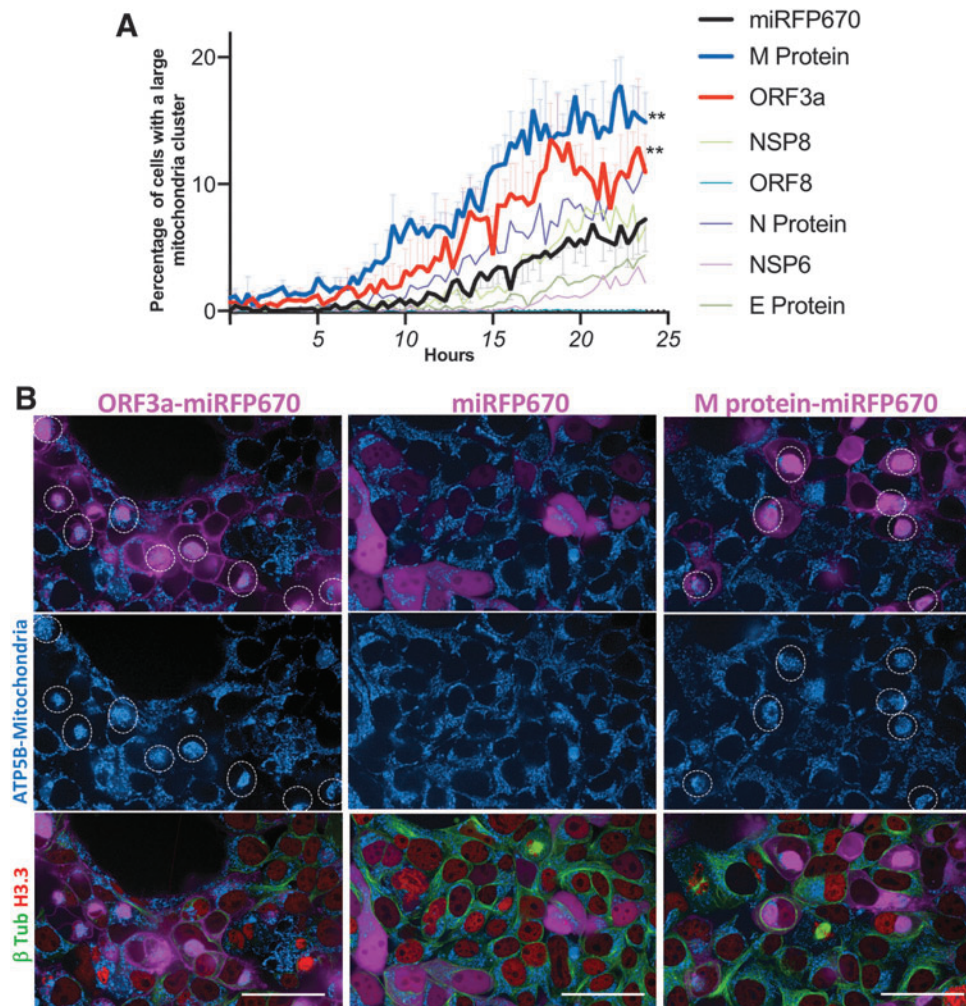 A
Percentage of cells with a large
mitochondria cluster
20
10
0
5
10
15
20
25
Hours
**
**
miRFP670
M Protein
ORF3a
NSP8
ORF8
N Protein
NSP6
E Protein
B
ORF3a-miRFP670
miRFP670
M protein-miRFP670
ATP5B-Mitochondria
β Tub H3.3